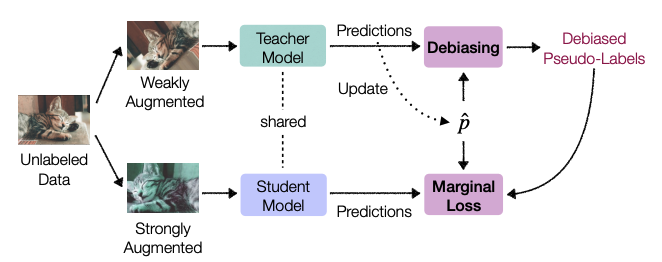 Unlabeled
Data
Weakly
Augmented
Strongly
Augmented
Teacher
Model
shared
Student
Model
Predictions
Update
Predictions
Debiasing
p̂
Marginal
Loss
Debiased
Pseudo-Labels